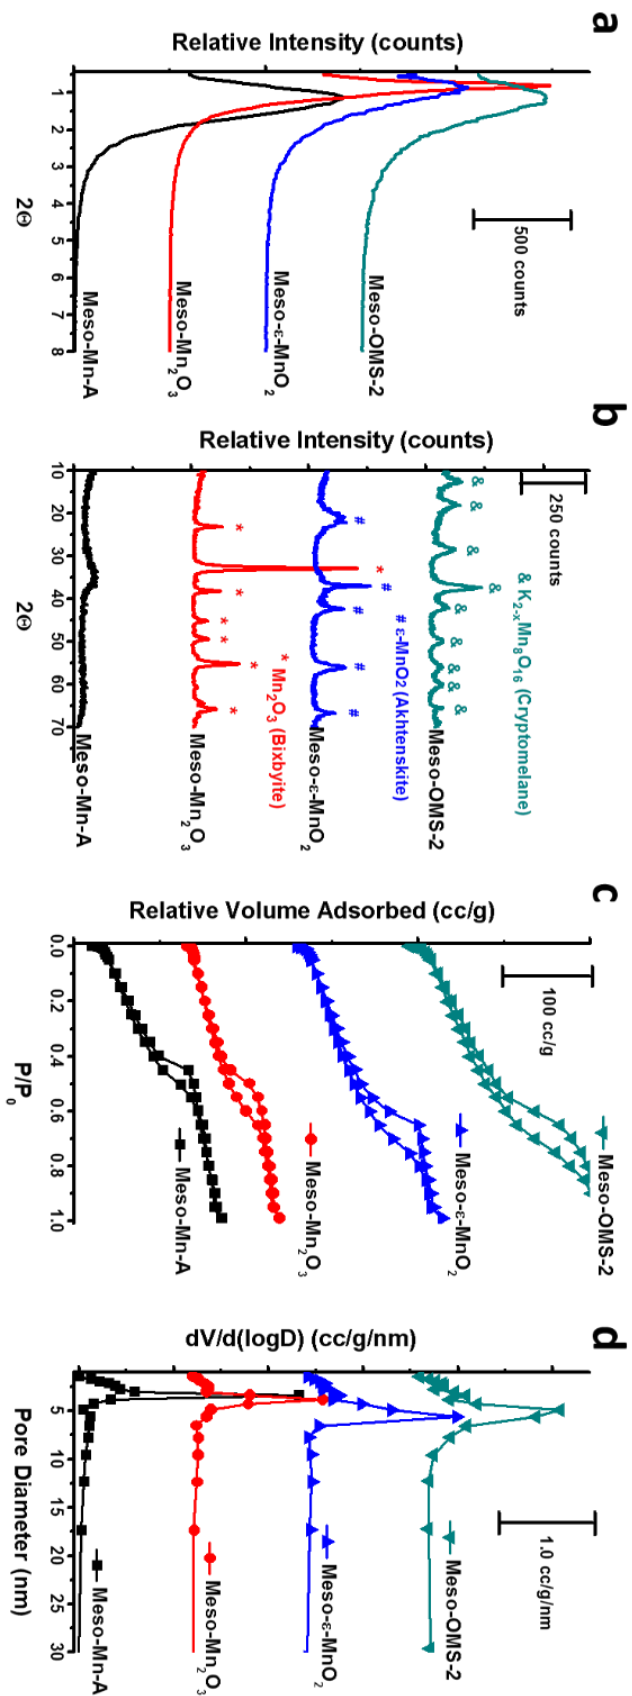 a
Relative Intensity (counts)
500 counts
Meso-OMS-2
Meso-ε-MnO2
Meso-Mn2O3
Meso-Mn-A
1 2 3 4 5 6 7 8
2Θ
b
Relative Intensity (counts)
250 counts
& K2-xMn8O16 (Cryptomelane)
# ε-MnO2 (Akhtenskite)
* Mn2O3 (Bixbyite)
& & & & & & & & &
# # # # #
* * * * * * *
Meso-OMS-2
Meso-ε-MnO2
Meso-Mn2O3
Meso-Mn-A
10 20 30 40 50 60 70
2Θ
c
Relative Volume Adsorbed (cc/g)
100 cc/g
Meso-OMS-2
Meso-ε-MnO2
Meso-Mn2O3
Meso-Mn-A
0.0 0.2 0.4 0.6 0.8 1.0
P/P0
d
dV/d(logD) (cc/g/nm)
1.0 cc/g/nm
Meso-OMS-2
Meso-ε-MnO2
Meso-Mn2O3
Meso-Mn-A
5 10 15 20 25 30
Pore Diameter (nm)